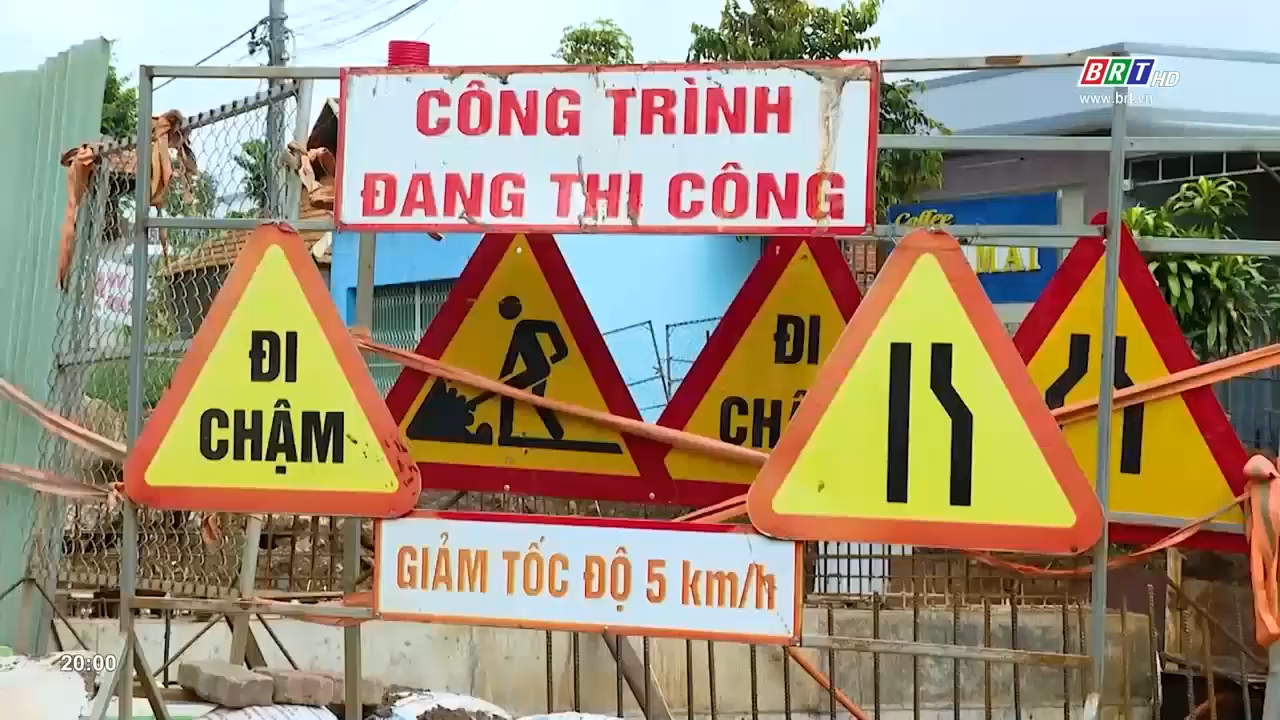 BRT HD
www.brt.vn
CÔNG TRÌNH
ĐANG THI CÔNG
Coffee
MAI
ĐI
CHẬM
ĐI
GIẢM TỐC ĐỘ 5 km/h
20:00